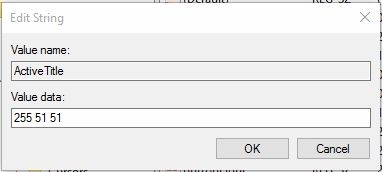 Edit String
Value name:
ActiveTitle
Value data:
255 51 51
OK
Cancel